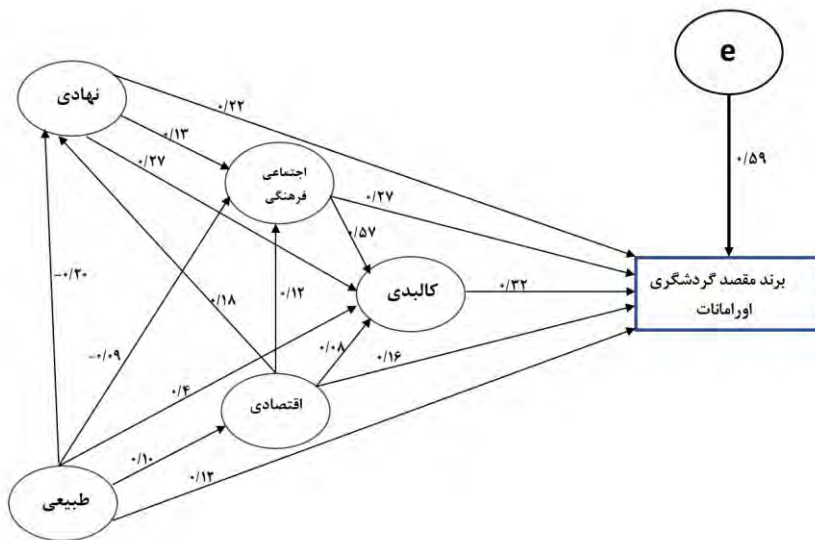 e
نهادی
۰/۲۲
۰/۱۳
۰/۵۹
۰/۲۷
اجتماعی
فرهنگی
۰/۲۷
۰/۵۷
برند مقصد گردشگری
اورامانات
کالبدی
۰/۳۲
-۰/۲۰
۰/۱۸
۰/۱۲
-۰/۰۹
۰/۰۸
۰/۱۶
۰/۴
اقتصادی
۰/۱۰
۰/۱۲
طبیعی